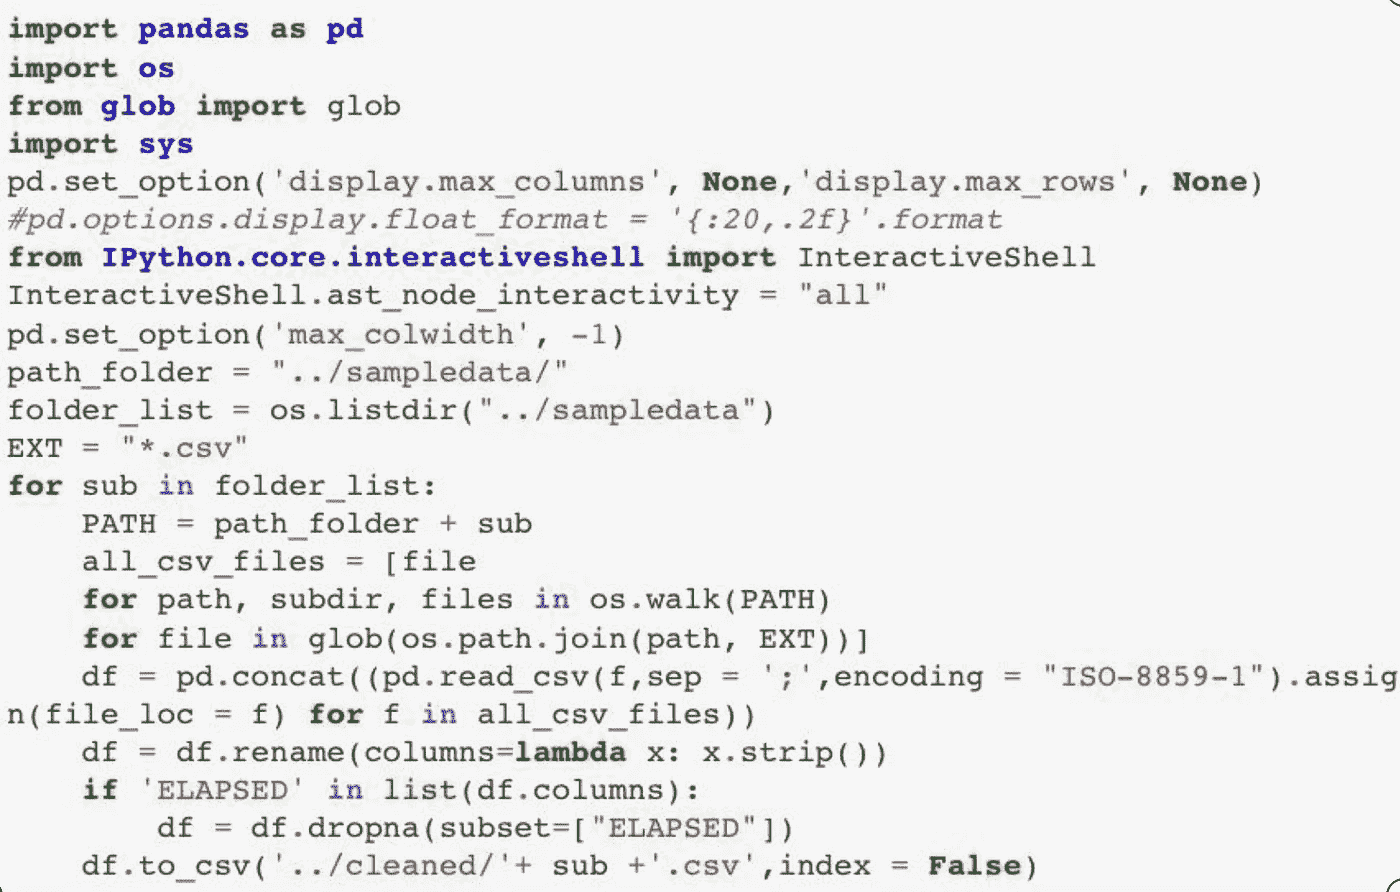 import pandas as pd
import os
from glob import glob
import sys
pd.set_option('display.max_columns', None,'display.max_rows', None)
#pd.options.display.float_format = '{:20,.2f}'.format
from IPython.core.interactiveshell import InteractiveShell
InteractiveShell.ast_node_interactivity = "all"
pd.set_option('max_colwidth', -1)
path_folder = "../sampledata/"
folder_list = os.listdir("../sampledata")
EXT = "*.csv"
for sub in folder_list:
    PATH = path_folder + sub
    all_csv_files = [file
    for path, subdir, files in os.walk(PATH)
    for file in glob(os.path.join(path, EXT))]
    df = pd.concat((pd.read_csv(f,sep = ';',encoding = "ISO-8859-1").assig
n(file_loc = f) for f in all_csv_files))
    df = df.rename(columns=lambda x: x.strip())
    if 'ELAPSED' in list(df.columns):
        df = df.dropna(subset=["ELAPSED"])
    df.to_csv('../cleaned/'+ sub +'.csv',index = False)